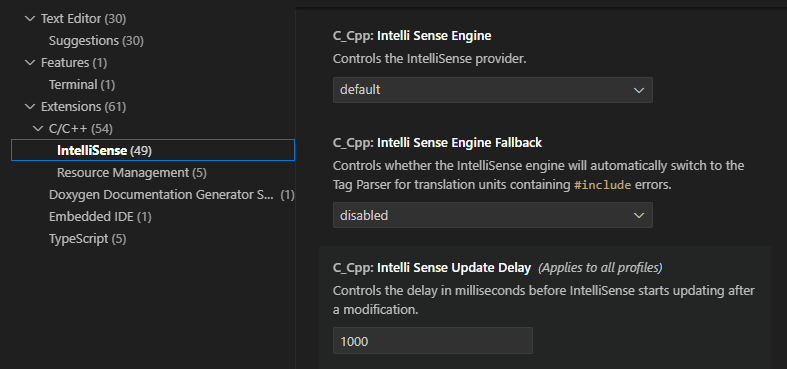 Text Editor (30)
Suggestions (30)
Features (1)
Terminal (1)
Extensions (61)
C/C++ (54)
IntelliSense (49)
Resource Management (5)
Doxygen Documentation Generator S... (1)
Embedded IDE (1)
TypeScript (5)
C_Cpp: Intelli Sense Engine
Controls the IntelliSense provider.
default
C_Cpp: Intelli Sense Engine Fallback
Controls whether the IntelliSense engine will automatically switch to the
Tag Parser for translation units containing #include errors.
disabled
C_Cpp: Intelli Sense Update Delay (Applies to all profiles)
Controls the delay in milliseconds before IntelliSense starts updating after
a modification.
1000